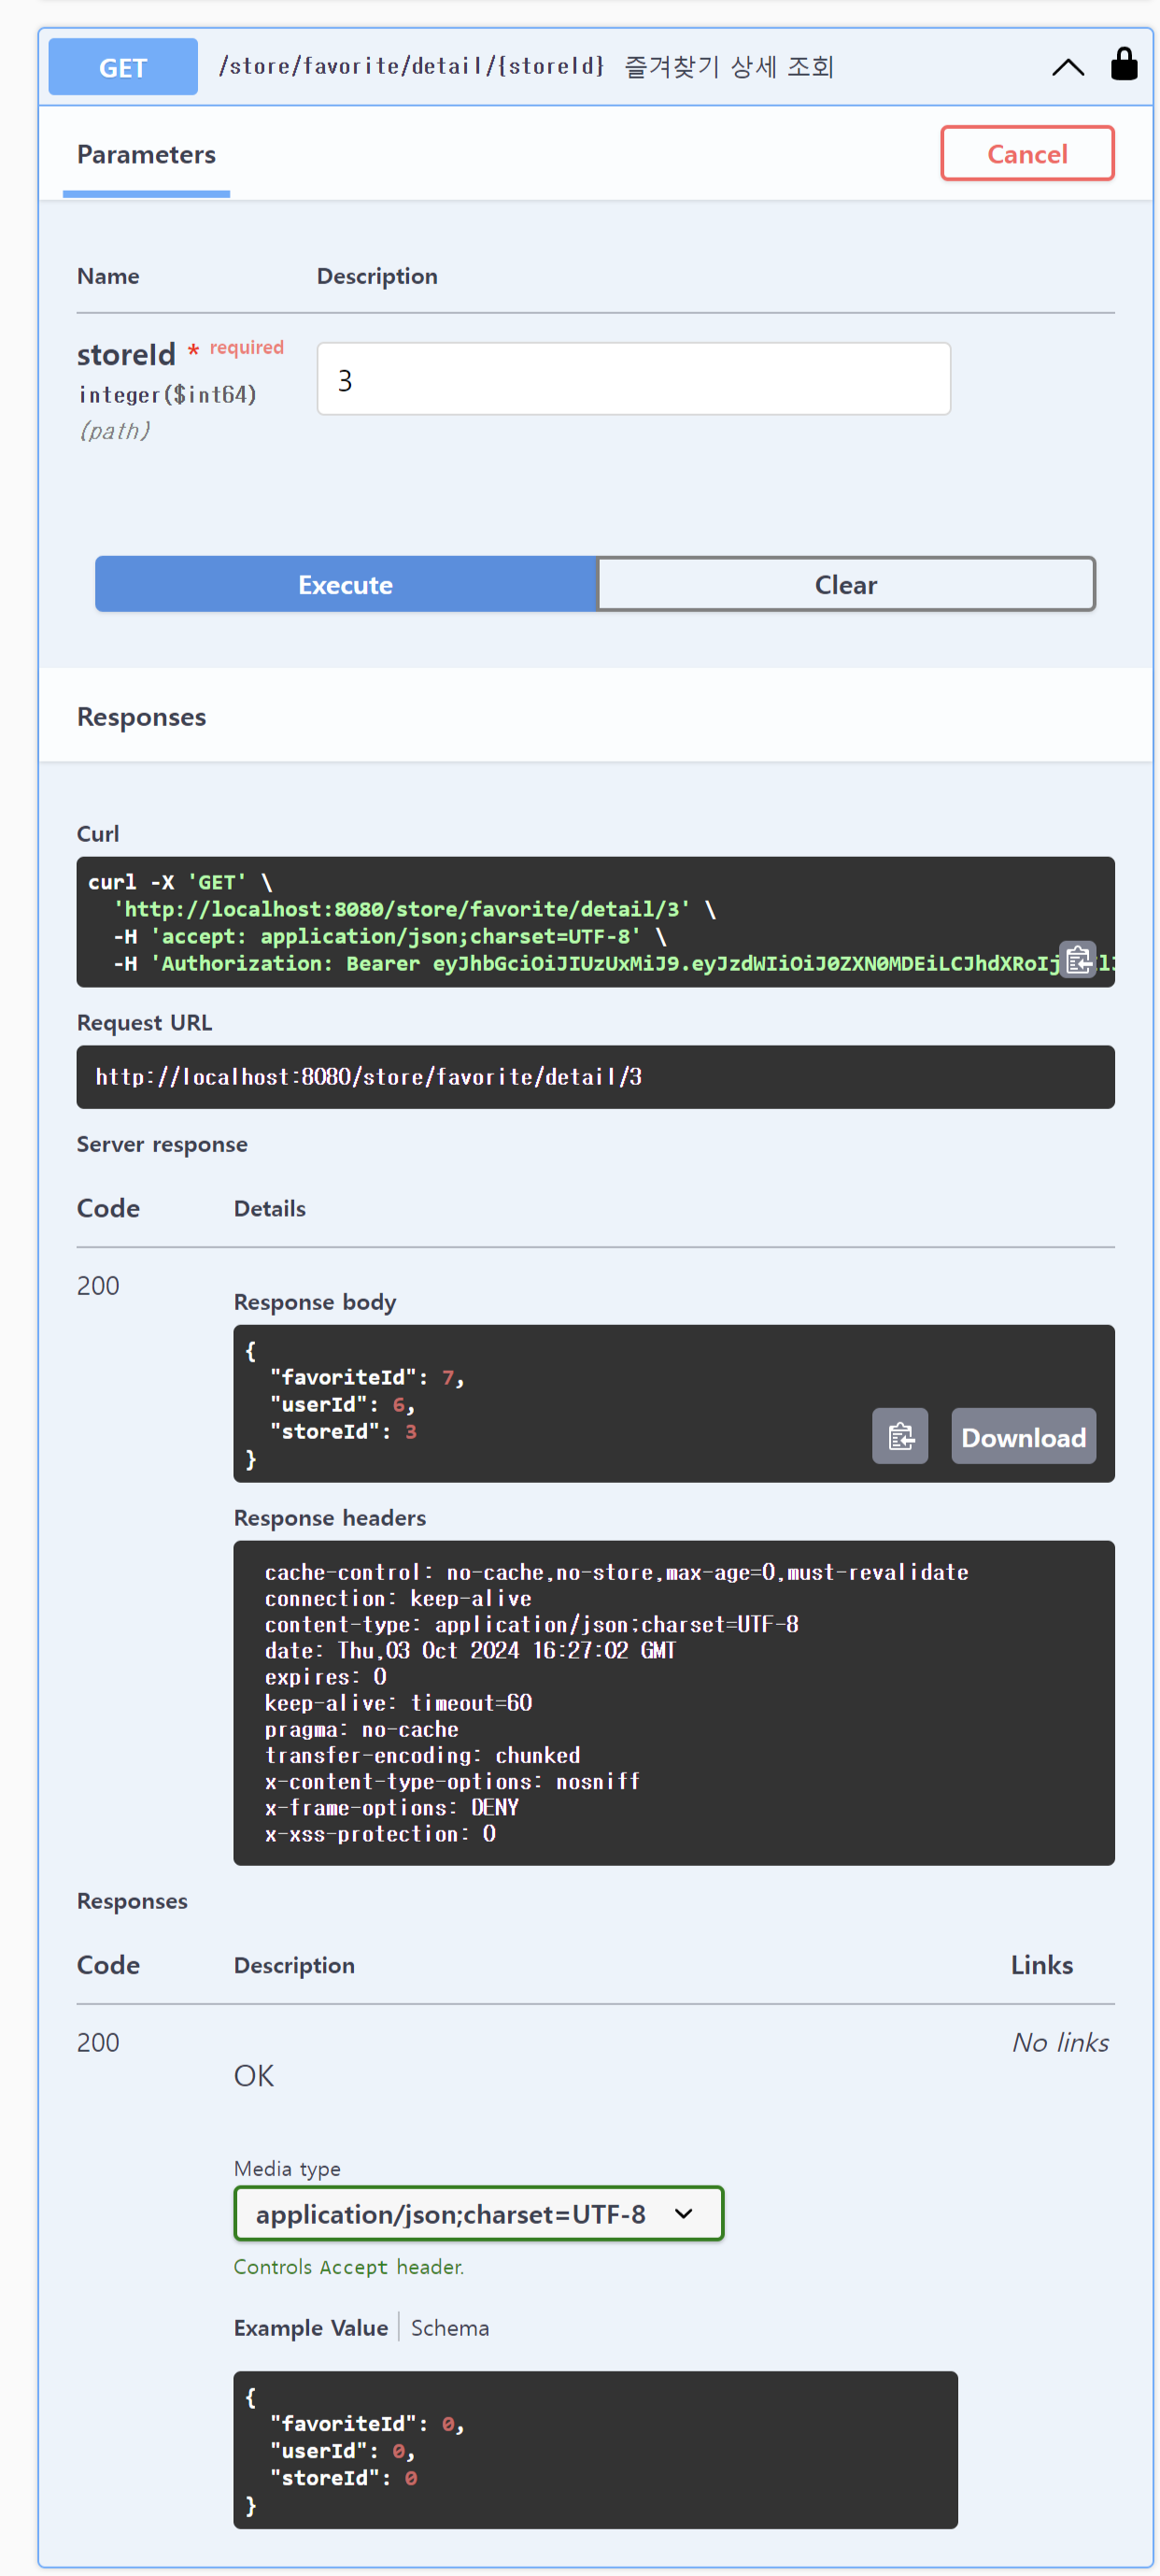 GET /store/favorite/detail/{storeId} 즐겨찾기 상세 조회
Parameters
Cancel
Name Description
storeId * required
integer($int64)
(path)
3
Execute Clear
Responses
Curl
curl -X 'GET' \
'http://localhost:8080/store/favorite/detail/3' \
-H 'accept: application/json;charset=UTF-8' \
-H 'Authorization: Bearer eyJhbGciOiJIUzUxMiJ9.eyJzdWIiOiJ0ZXN0MDEiLCJhdXRoIj
Request URL
http://localhost:8080/store/favorite/detail/3
Server response
Code Details
200
Response body
{
"favoriteId": 7,
"userId": 6,
"storeId": 3
}
Download
Response headers
cache-control: no-cache,no-store,max-age=0,must-revalidate
connection: keep-alive
content-type: application/json;charset=UTF-8
date: Thu,03 Oct 2024 16:27:02 GMT
expires: 0
keep-alive: timeout=60
pragma: no-cache
transfer-encoding: chunked
x-content-type-options: nosniff
x-frame-options: DENY
x-xss-protection: 0
Responses
Code Description Links
200 No links
OK
Media type
application/json;charset=UTF-8
Controls Accept header.
Example Value Schema
{
"favoriteId": 0,
"userId": 0,
"storeId": 0
}